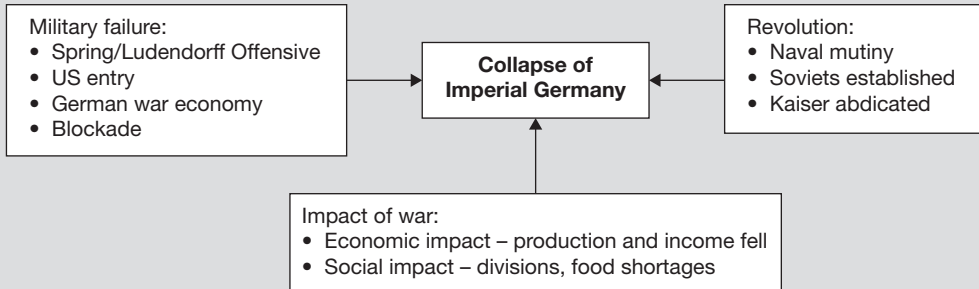 Military failure:
• Spring/Ludendorff Offensive
• US entry
• German war economy
• Blockade
Collapse of
Imperial Germany
Revolution:
• Naval mutiny
• Soviets established
• Kaiser abdicated
Impact of war:
• Economic impact – production and income fell
• Social impact – divisions, food shortages